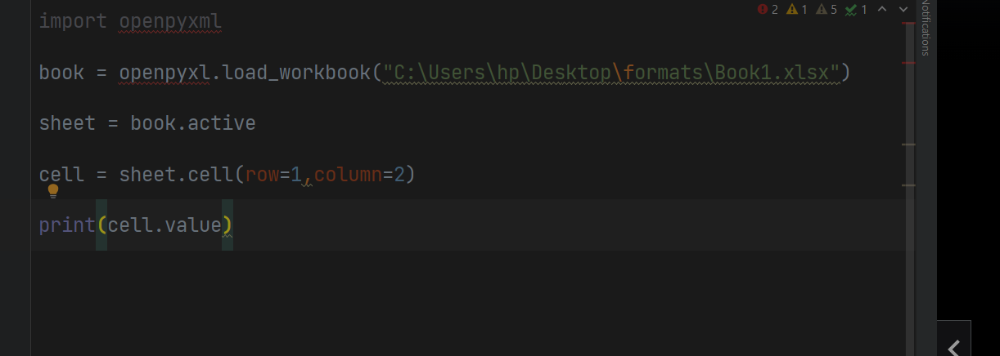 import openpyxml
2 1 5 1
Notifications
book = openpyxl.load_workbook("C:\Users\hp\Desktop\formats\Book1.xlsx")
sheet = book.active
cell = sheet.cell(row=1,column=2)
print(cell.value)